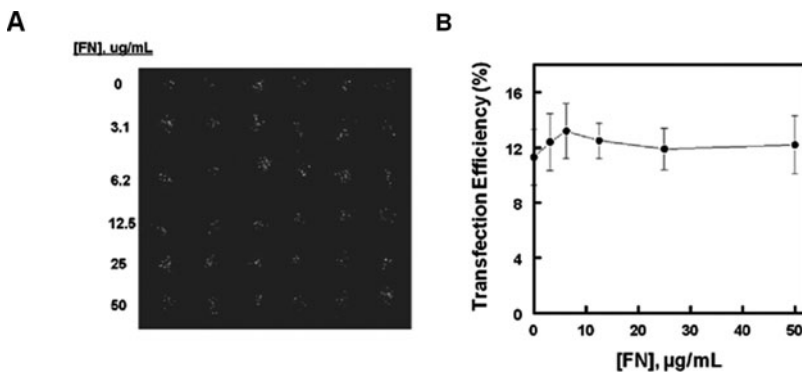 A
[FN], ug/mL
0
3.1
6.2
12.5
25
50
B
Transfection Efficiency (%)
16
12
8
4
0
0 10 20 30 40 50
[FN], µg/mL